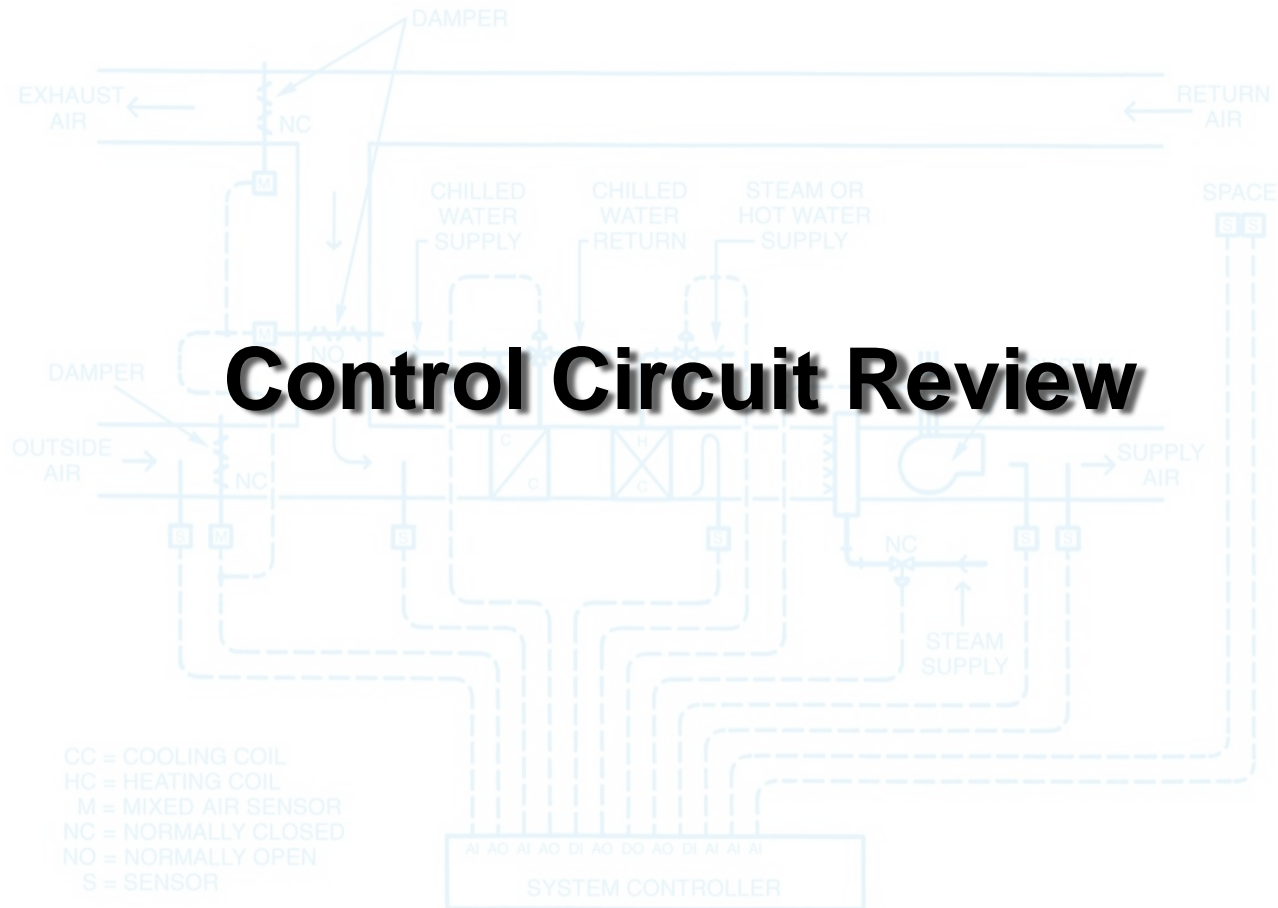 DAMPER
EXHAUST
AIR
NC
RETURN
AIR
M
CHILLED
WATER
SUPPLY
CHILLED
WATER
RETURN
STEAM OR
HOT WATER
SUPPLY
SPACE
S S
M
NO
Control Circuit Review
DAMPER
OUTSIDE
AIR
NC
C
C
H
C
SUPPLY
AIR
S M S S S S
NC
STEAM
SUPPLY
CC = COOLING COIL
HC = HEATING COIL
M = MIXED AIR SENSOR
NC = NORMALLY CLOSED
NO = NORMALLY OPEN
S = SENSOR
AI AO AI AO DI AO DO AO DI AI AI AI
SYSTEM CONTROLLER